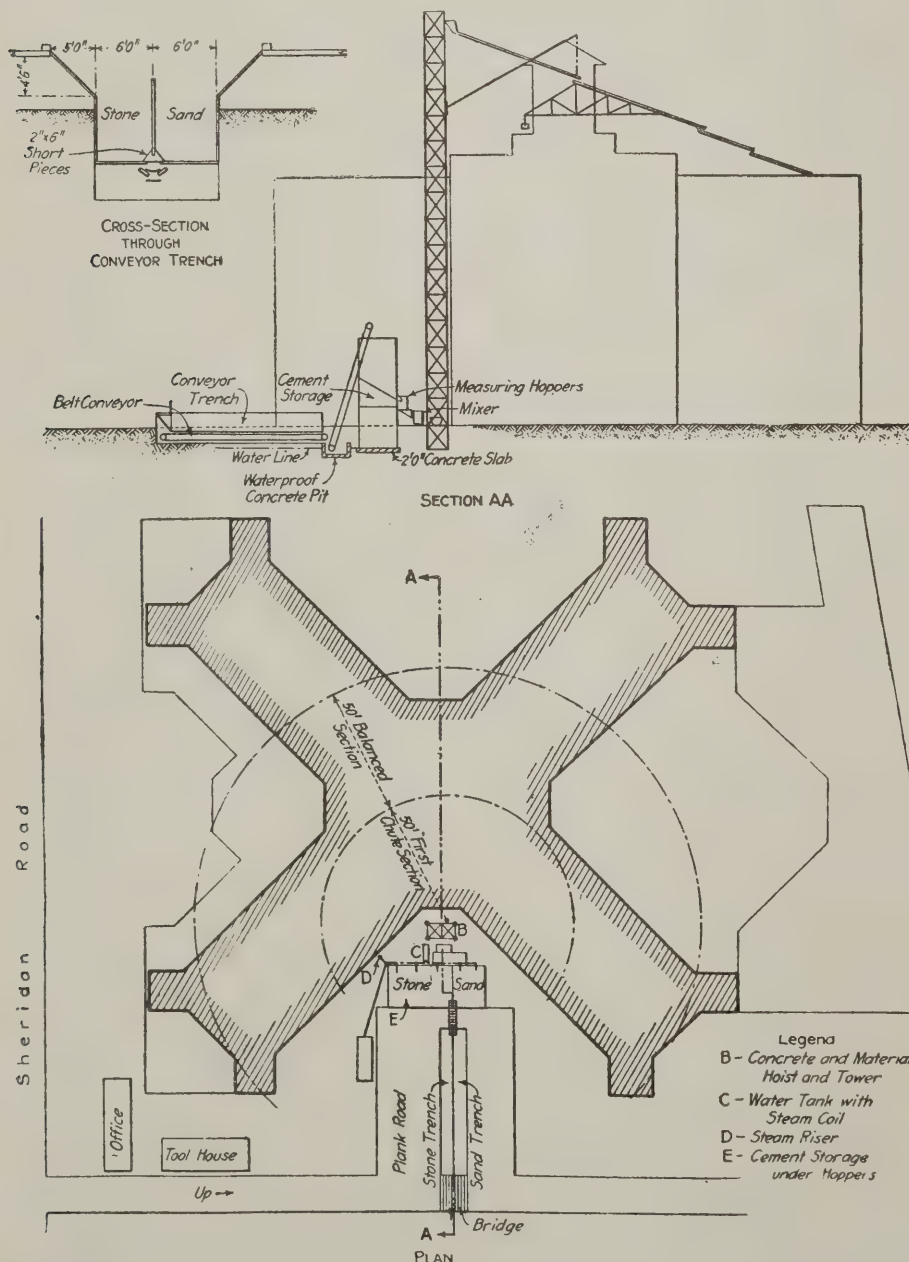 5'0"
6'0"
6'0"
4'6"
Stone
Sand
2"x6"
Short
Pieces
CROSS-SECTION
THROUGH
CONVEYOR TRENCH
Conveyor
Trench
Belt Conveyor
Cement
Storage
Measuring Hoppers
Mixer
Water Line
Waterproof
Concrete Pit
2'0" Concrete Slab
SECTION AA
A
50' Balanced
Section
50' First
Chute Section
B
C
D
Stone
Sand
E
Sheridan Road
Office
Tool House
Plank Road
Stone Trench
Sand Trench
Up
Bridge
A
PLAN
Legend
B - Concrete and Material
Hoist and Tower
C - Water Tank with
Steam Coil
D - Steam Riser
E - Cement Storage
under Hoppers